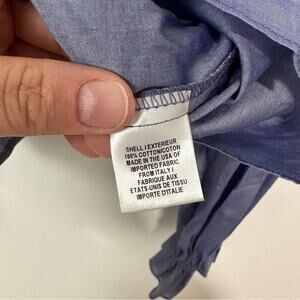 SHELL / EXTERIEUR
100% COTTON/COTON
MADE IN THE USA OF
IMPORTED FABRIC
FROM ITALY /
FABRIQUE AUX
ETATS-UNIS DE TISSU
IMPORTE D'ITALIE